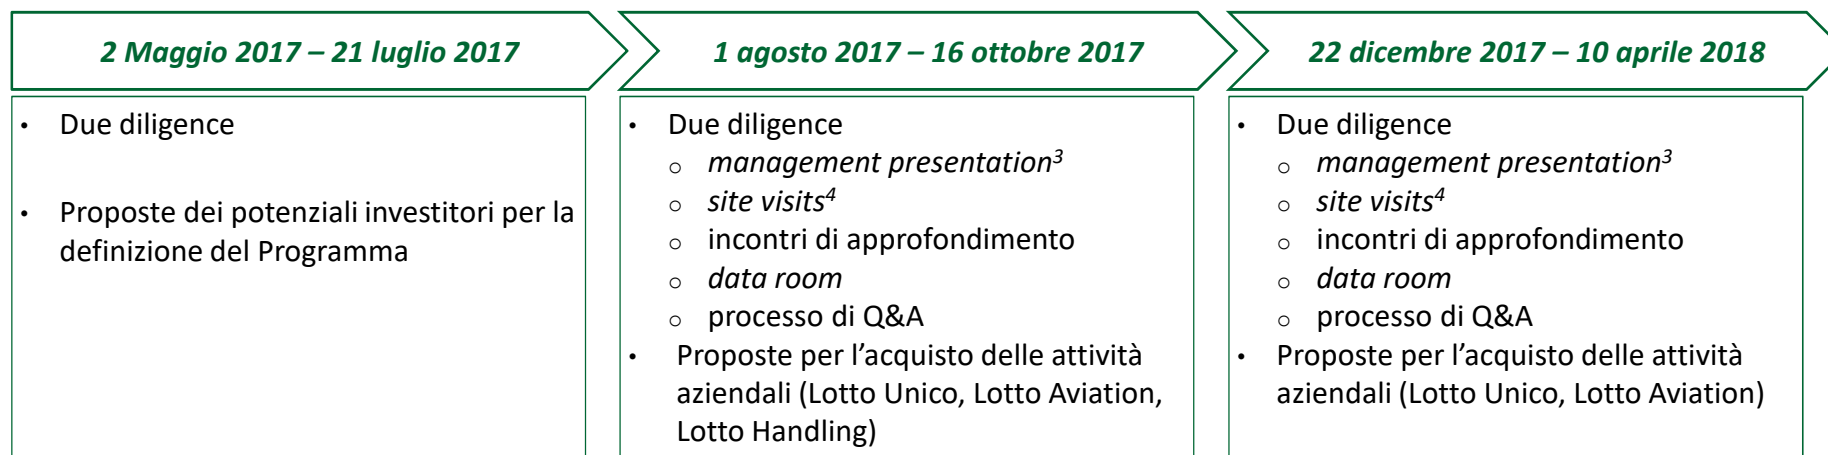 2 Maggio 2017 – 21 luglio 2017
• Due diligence
• Proposte dei potenziali investitori per la
definizione del Programma
1 agosto 2017 – 16 ottobre 2017
• Due diligence
o management presentation³
o site visits⁴
o incontri di approfondimento
o data room
o processo di Q&A
• Proposte per l’acquisto delle attività
aziendali (Lotto Unico, Lotto Aviation,
Lotto Handling)
22 dicembre 2017 – 10 aprile 2018
• Due diligence
o management presentation³
o site visits⁴
o incontri di approfondimento
o data room
o processo di Q&A
• Proposte per l’acquisto delle attività
aziendali (Lotto Unico, Lotto Aviation)